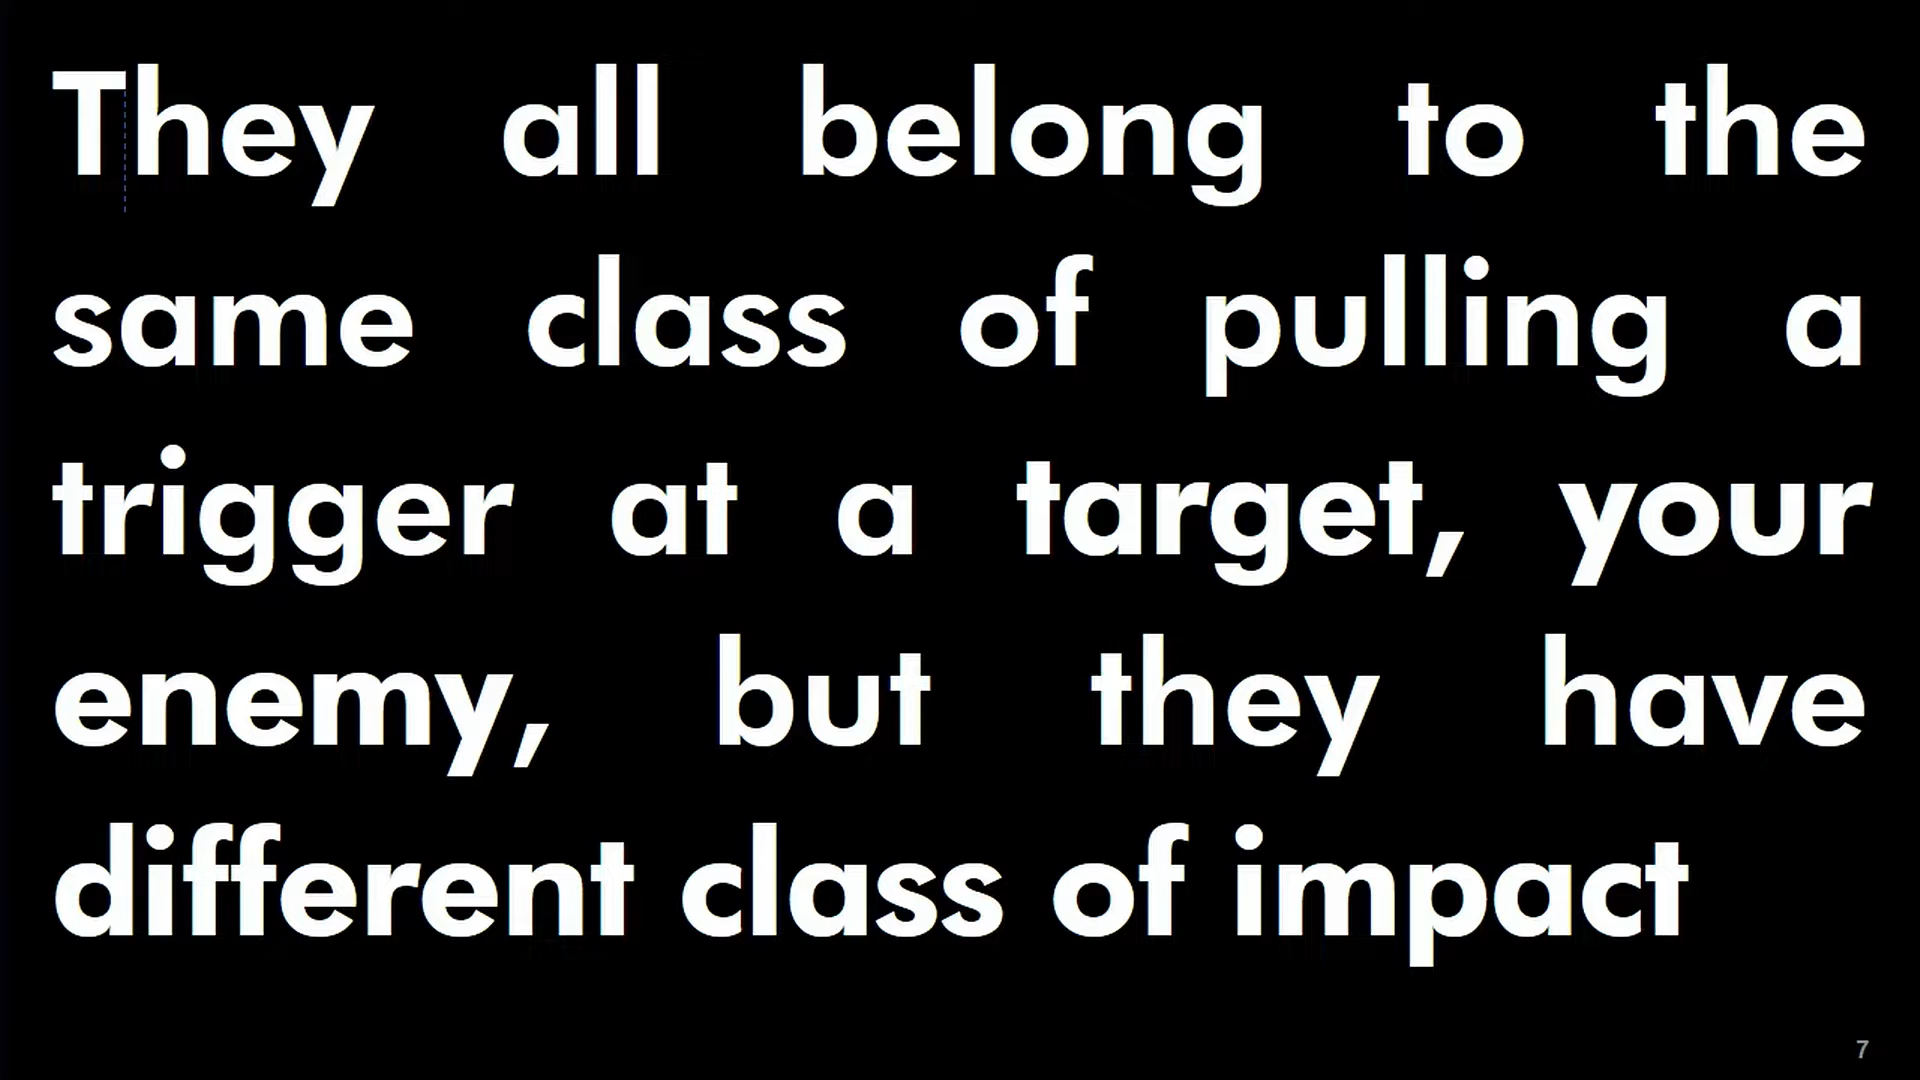 They all belong to the
same class of pulling a
trigger at a target, your
enemy, but they have
different class of impact
7